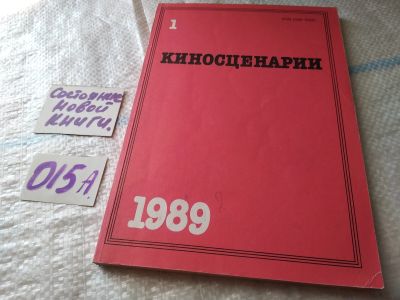 1
КИНОСЦЕНАРИИ
1989
Состояние
новой
книги.
015А